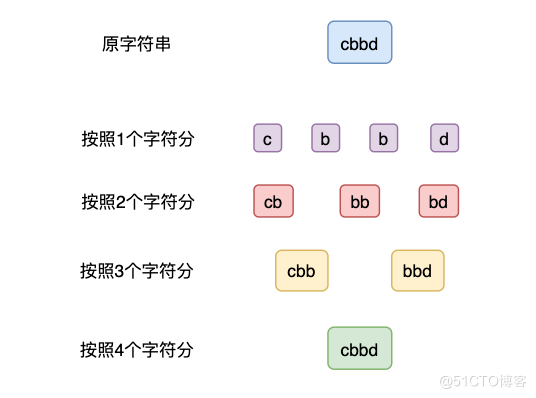 原字符串 cbbd
按照1个字符分 c b b d
按照2个字符分 cb bb bd
按照3个字符分 cbb bbd
按照4个字符分 cbbd
@51CTO博客